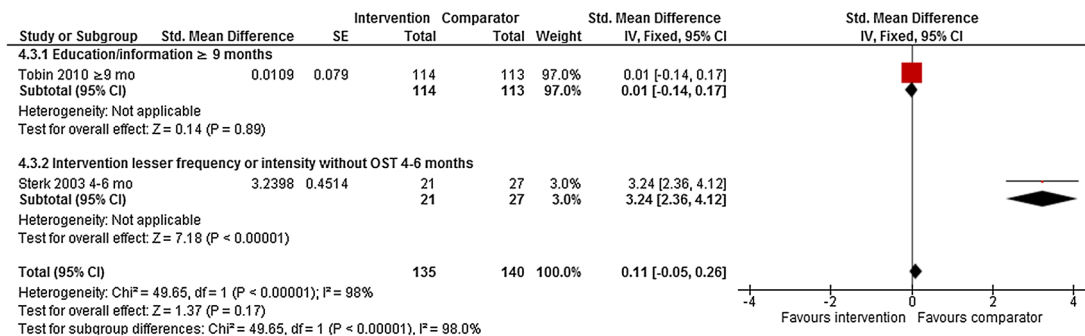 Intervention Comparator Std. Mean Difference Std. Mean Difference
Study or Subgroup Std. Mean Difference SE Total Total Weight IV, Fixed, 95% CI IV, Fixed, 95% CI
4.3.1 Education/information ≥ 9 months
Tobin 2010 ≥9 mo 0.0109 0.079 114 113 97.0% 0.01 [-0.14, 0.17]
Subtotal (95% CI) 114 113 97.0% 0.01 [-0.14, 0.17]
Heterogeneity: Not applicable
Test for overall effect: Z = 0.14 (P = 0.89)
4.3.2 Intervention lesser frequency or intensity without OST 4-6 months
Sterk 2003 4-6 mo 3.2398 0.4514 21 27 3.0% 3.24 [2.36, 4.12]
Subtotal (95% CI) 21 27 3.0% 3.24 [2.36, 4.12]
Heterogeneity: Not applicable
Test for overall effect: Z = 7.18 (P < 0.00001)
Total (95% CI) 135 140 100.0% 0.11 [-0.05, 0.26]
Heterogeneity: Chi² = 49.65, df = 1 (P < 0.00001); I² = 98%
Test for overall effect: Z = 1.37 (P = 0.17)
Test for subgroup differences: Chi² = 49.65, df = 1 (P < 0.00001), I² = 98.0%
-4 -2 0 2 4
Favours intervention Favours comparator